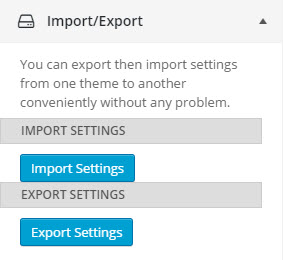 Import/Export
You can export then import settings
from one theme to another
conveniently without any problem.
IMPORT SETTINGS
Import Settings
EXPORT SETTINGS
Export Settings